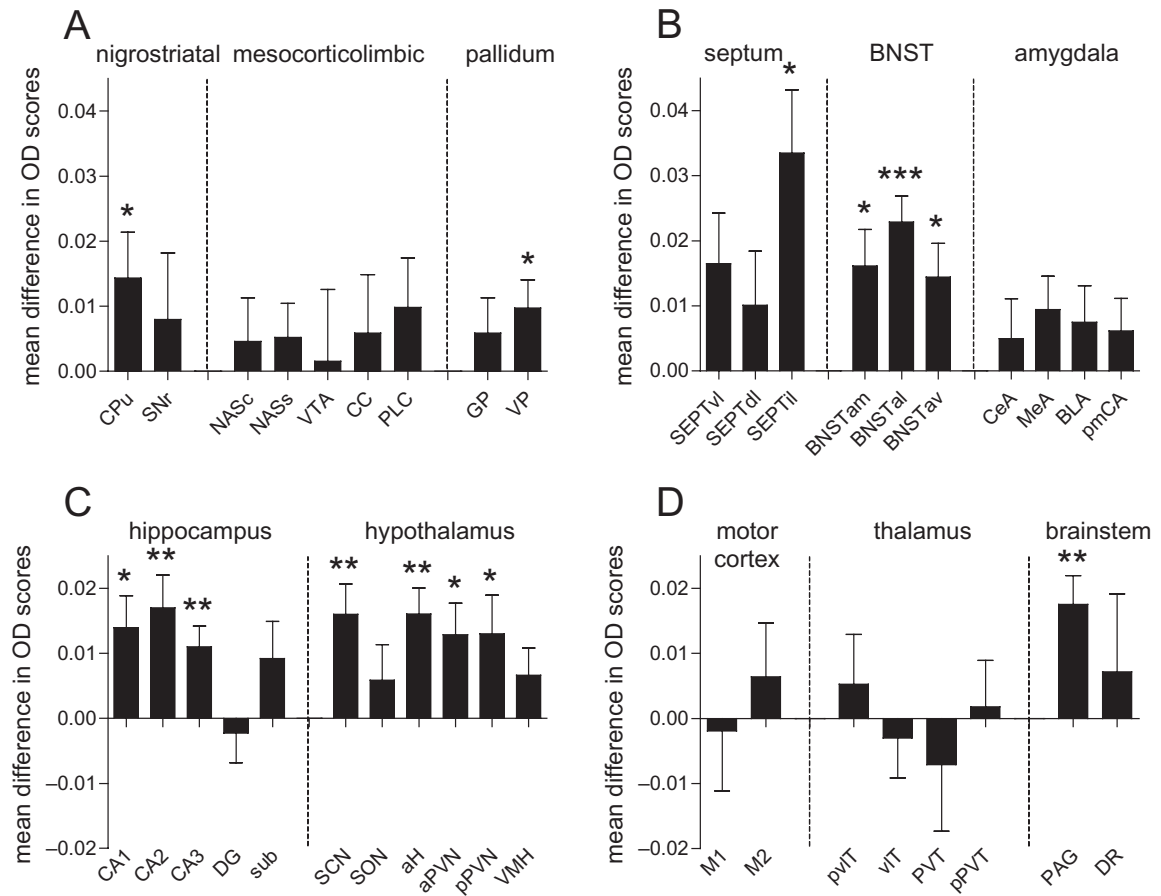 A
nigrostriatal mesocorticolimbic pallidum
mean difference in OD scores
0.04
0.03
0.02
0.01
0.00
*
*
CPu SNr NASc NASs VTA CC PLC GP VP
B
septum BNST amygdala
mean difference in OD scores
0.04
0.03
0.02
0.01
0.00
*
*
***
*
SEPTvl SEPTdl SEPTil BNSTam BNSTal BNSTav CeA MeA BLA pmCA
C
hippocampus hypothalamus
mean difference in OD scores
0.02
0.01
0.00
–0.01
–0.02
* ** ** ** ** * *
CA1 CA2 CA3 DG sub SCN SON aH aPVN pPVN VMH
D
motor
cortex
thalamus brainstem
mean difference in OD scores
0.02
0.01
0.00
–0.01
–0.02
**
M1 M2 pvlT vlT PVT pPVT PAG DR